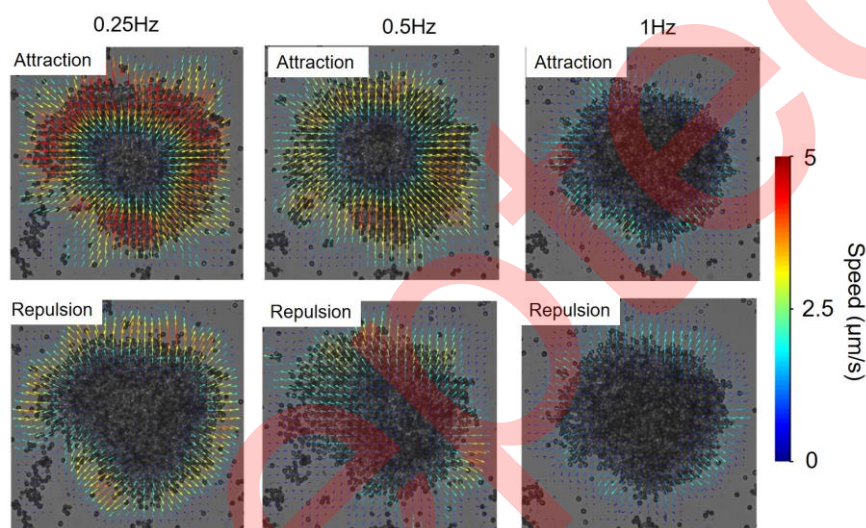 0.25Hz 0.5Hz 1Hz
Attraction Attraction Attraction
5
Repulsion Repulsion Repulsion
2.5
0
Speed (µm/s)